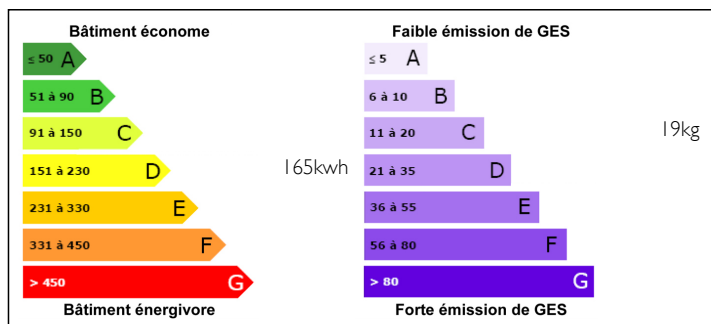 Bâtiment économe
≤ 50 A
51 à 90 B
91 à 150 C
151 à 230 D
231 à 330 E
331 à 450 F
> 450 G
Bâtiment énergivore
165kwh
Faible émission de GES
≤ 5 A
6 à 10 B
11 à 20 C
21 à 35 D
36 à 55 E
56 à 80 F
> 80 G
Forte émission de GES
19kg